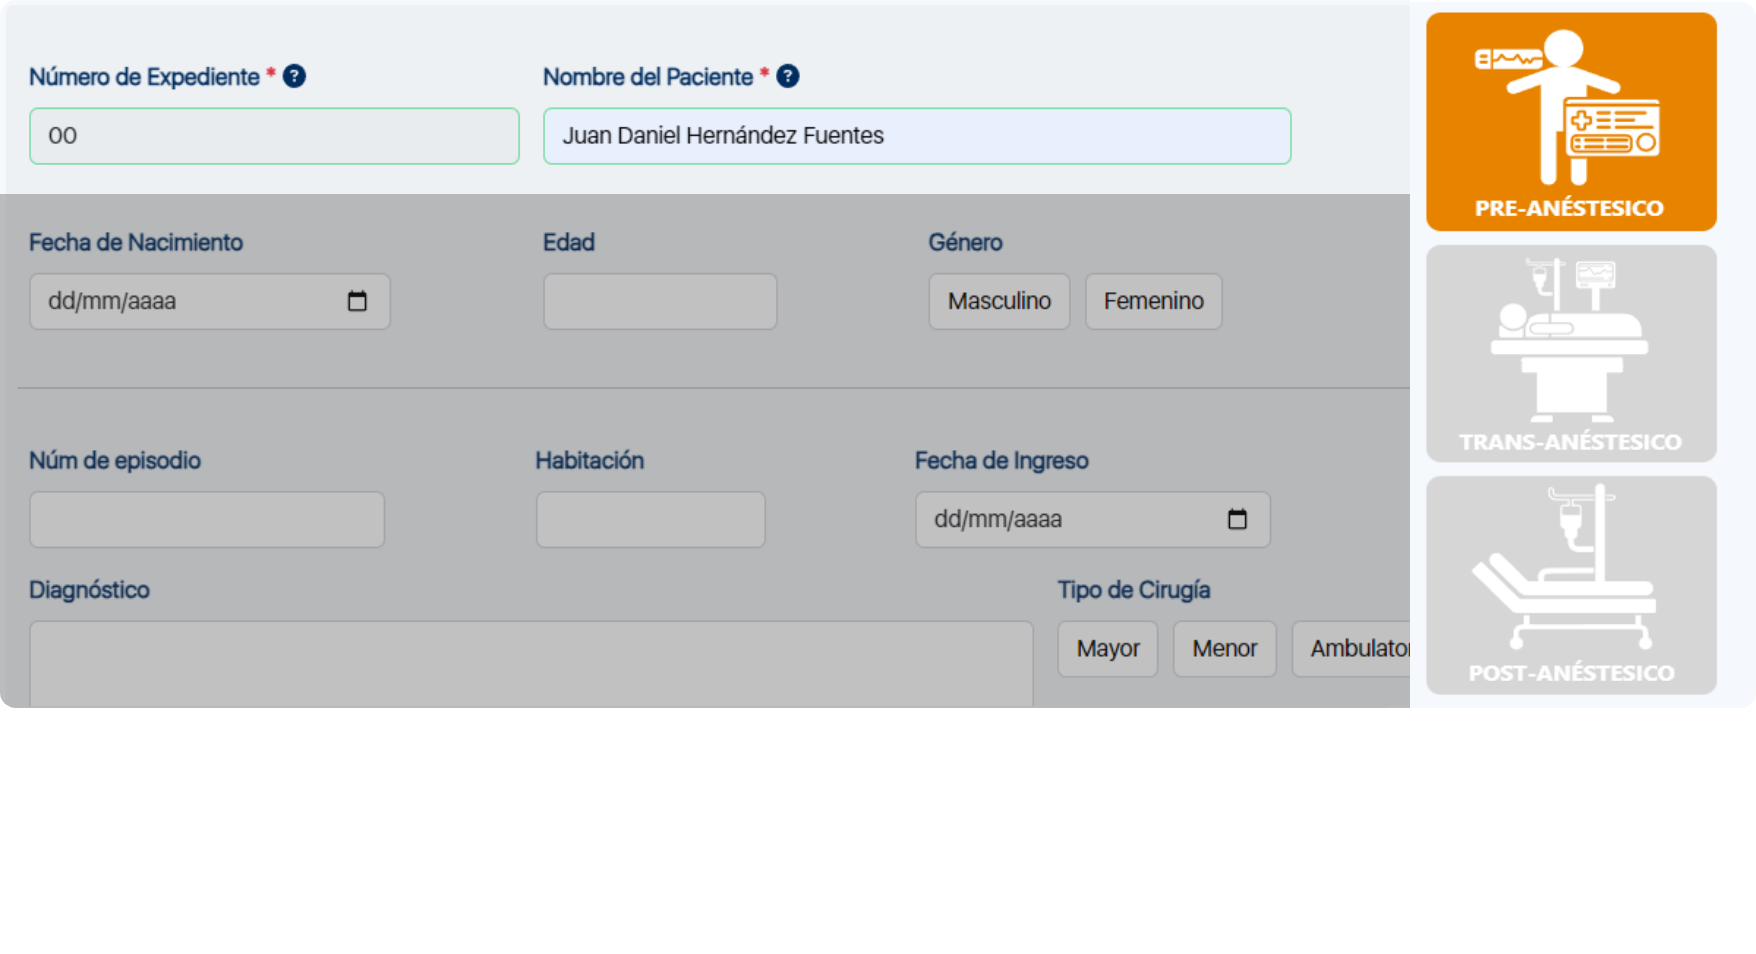 Número de Expediente * ?
Nombre del Paciente * ?
00
Juan Daniel Hernández Fuentes
Fecha de Nacimiento
Edad
Género
dd/mm/aaaa
Masculino
Femenino
Núm de episodio
Habitación
Fecha de Ingreso
dd/mm/aaaa
Diagnóstico
Tipo de Cirugía
Mayor
Menor
Ambulator
PRE-ANÉSTESICO
TRANS-ANÉSTESICO
POST-ANÉSTESICO